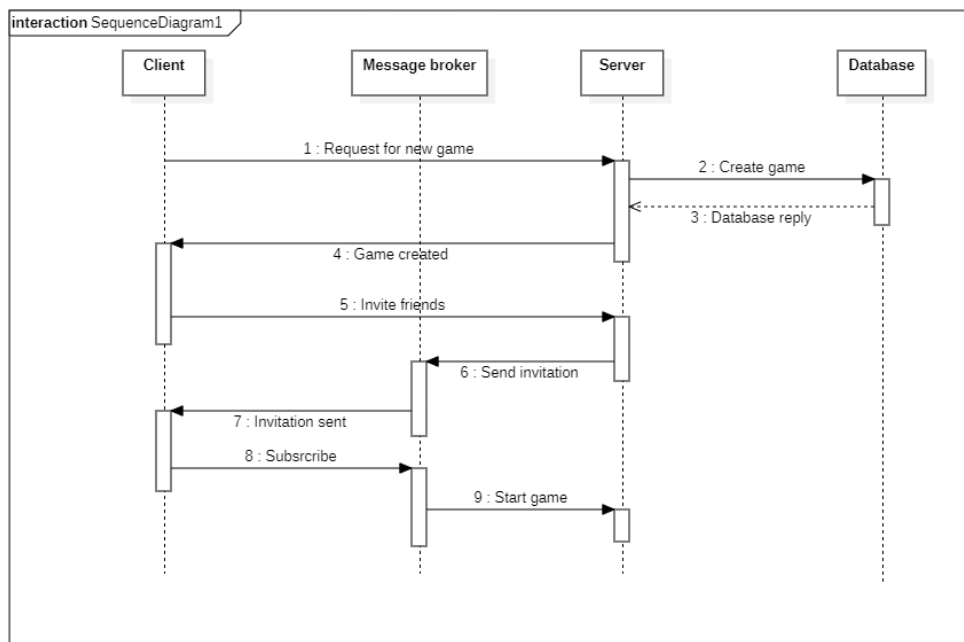 interaction SequenceDiagram1
Client
Message broker
Server
Database
1 : Request for new game
2 : Create game
3 : Database reply
4 : Game created
5 : Invite friends
6 : Send invitation
7 : Invitation sent
8 : Subsrcribe
9 : Start game